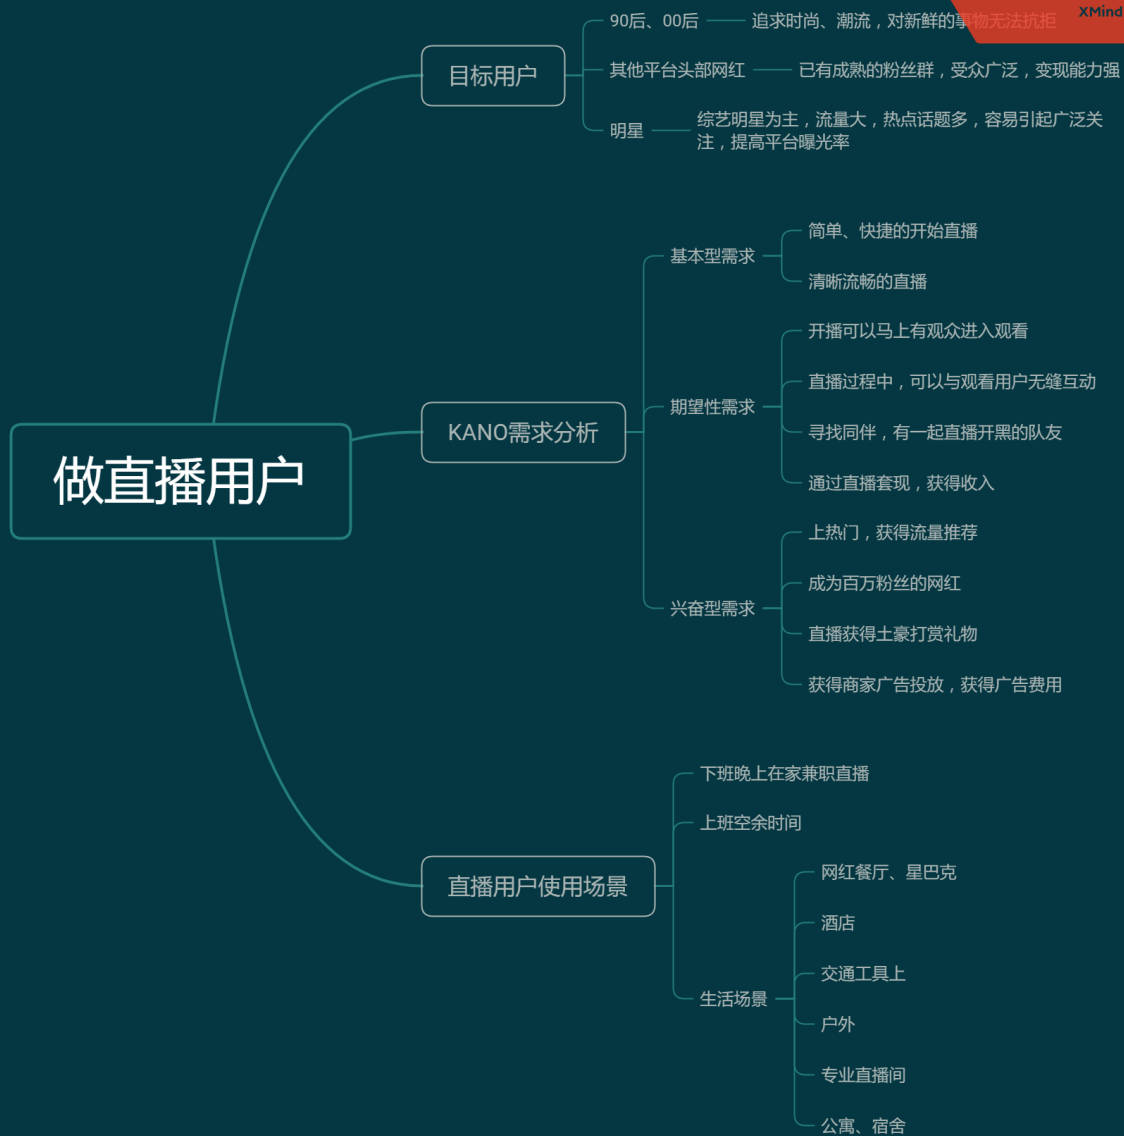 XMind
90后、00后
追求时尚、潮流，对新鲜的事物无法抗拒
目标用户
其他平台头部网红
已有成熟的粉丝群，受众广泛，变现能力强
明星
综艺明星为主，流量大，热点话题多，容易引起广泛关
注，提高平台曝光率
做直播用户
KANO需求分析
基本型需求
简单、快捷的开始直播
清晰流畅的直播
期望性需求
开播可以马上有观众进入观看
直播过程中，可以与观看用户无缝互动
寻找同伴，有一起直播开黑的队友
通过直播套现，获得收入
兴奋型需求
上热门，获得流量推荐
成为百万粉丝的网红
直播获得土豪打赏礼物
获得商家广告投放，获得广告费用
直播用户使用场景
下班晚上在家兼职直播
上班空余时间
生活场景
网红餐厅、星巴克
酒店
交通工具上
户外
专业直播间
公寓、宿舍